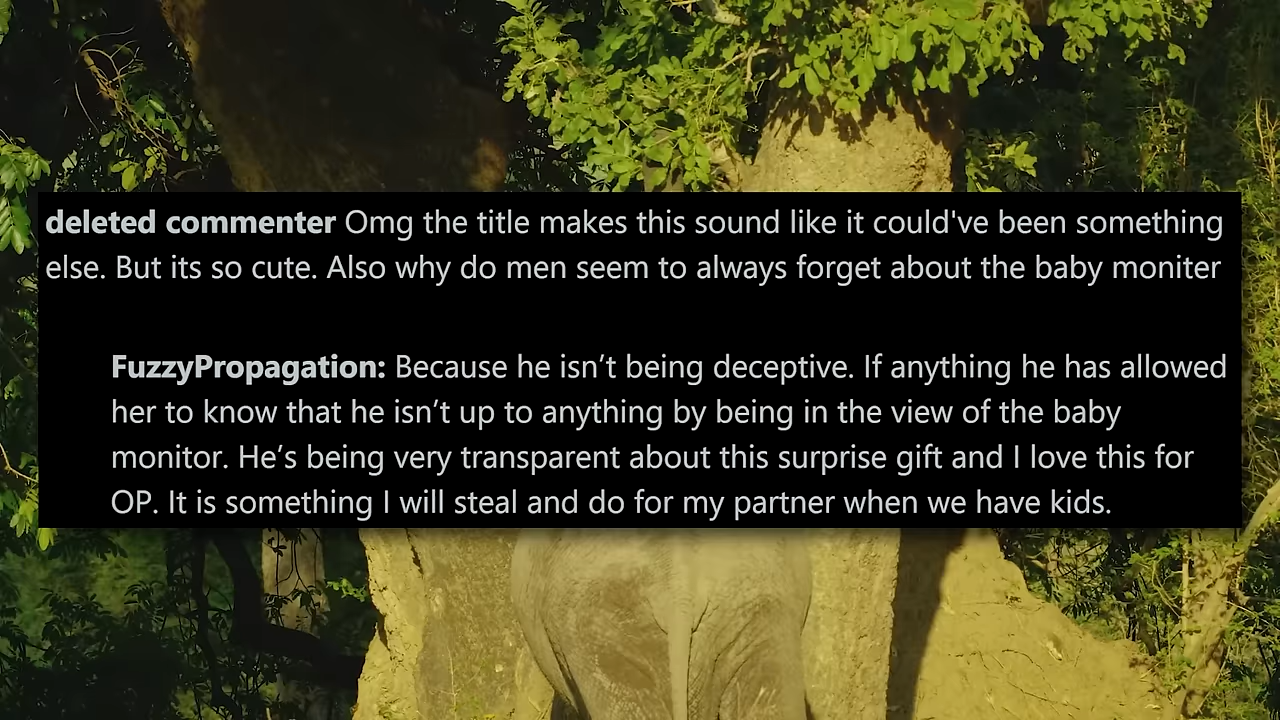 deleted commenter Omg the title makes this sound like it could've been something
else. But its so cute. Also why do men seem to always forget about the baby moniter
FuzzyPropagation: Because he isn’t being deceptive. If anything he has allowed
her to know that he isn’t up to anything by being in the view of the baby
monitor. He’s being very transparent about this surprise gift and I love this for
OP. It is something I will steal and do for my partner when we have kids.